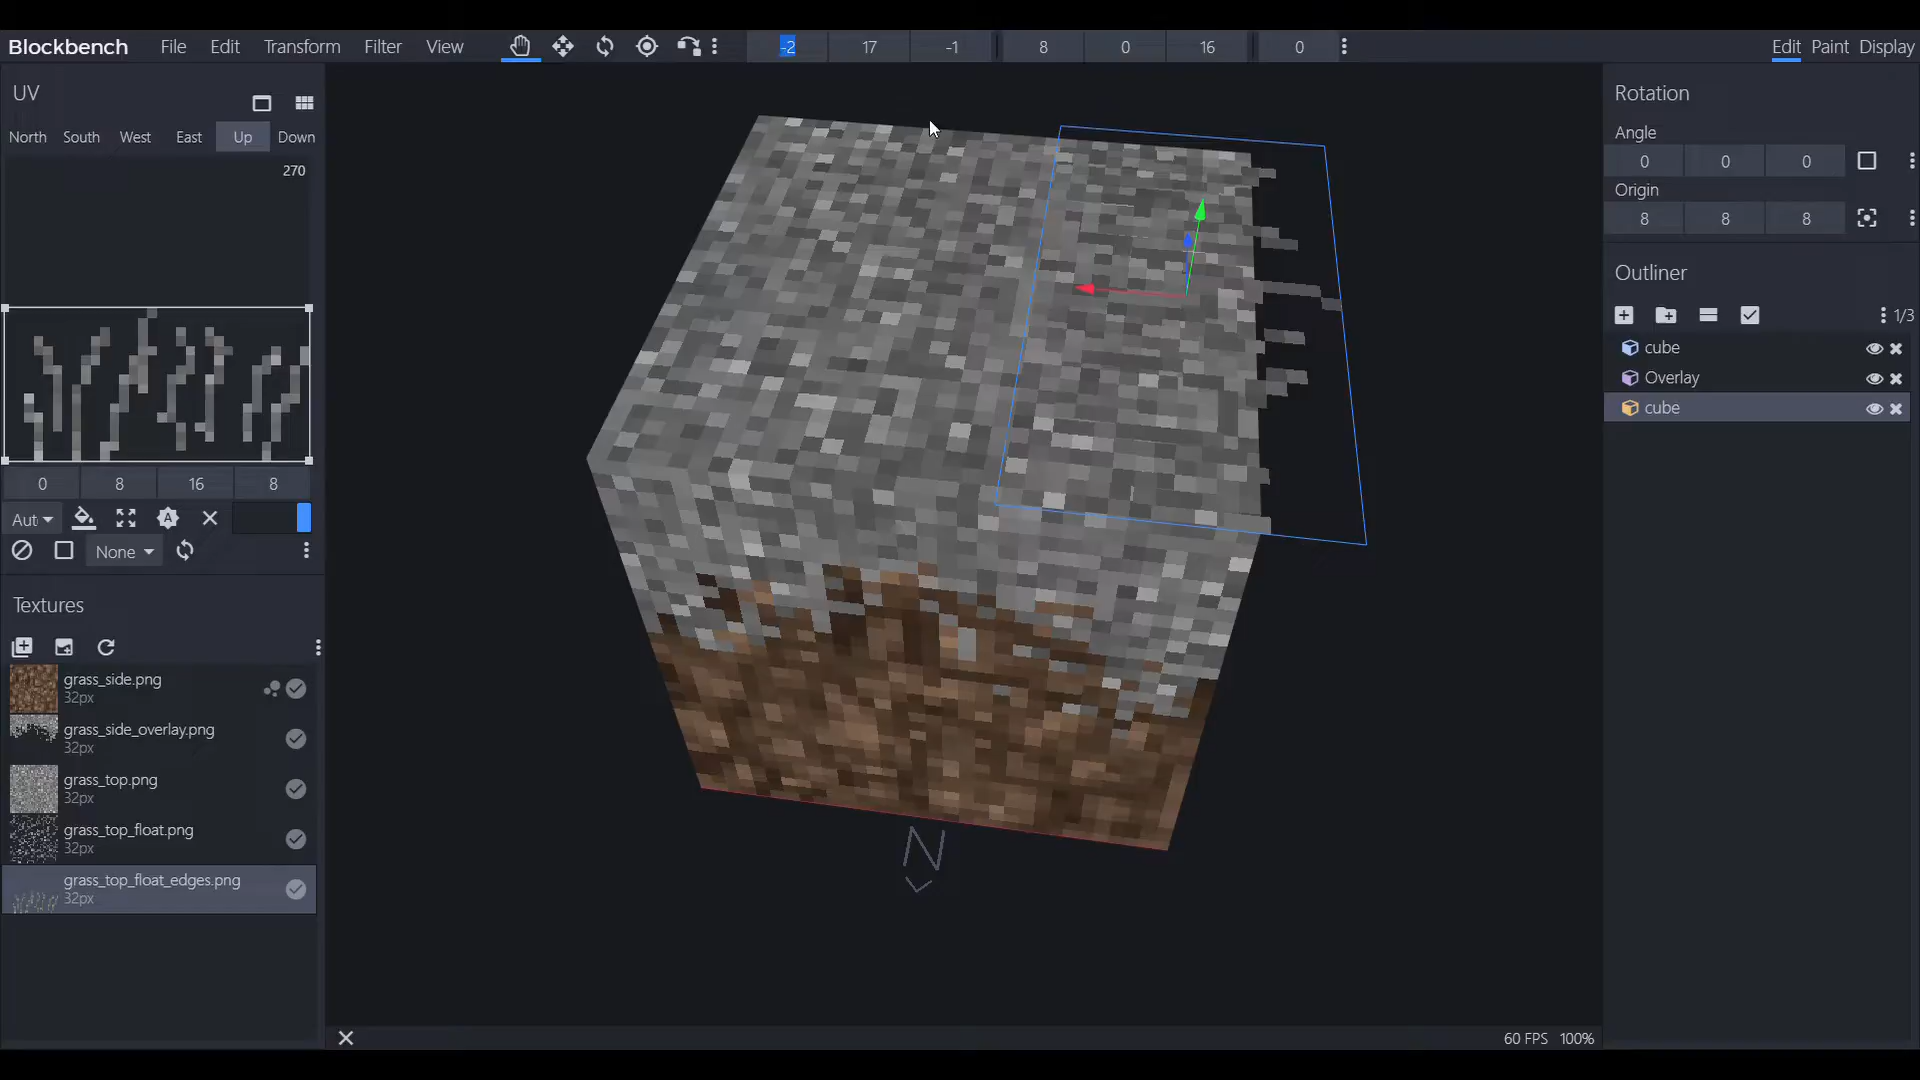 Blockbench File Edit Transform Filter View -2 17 -1 8 0 16 0 Edit Paint Display
UV
North South West East Up Down
270
0 8 16 8
Aut
None
Textures
grass_side.png
32px
grass_side_overlay.png
32px
grass_top.png
32px
grass_top_float.png
32px
grass_top_float_edges.png
32px
N
60 FPS 100%
Rotation
Angle
0 0 0
Origin
8 8 8
Outliner
1/3
cube
Overlay
cube